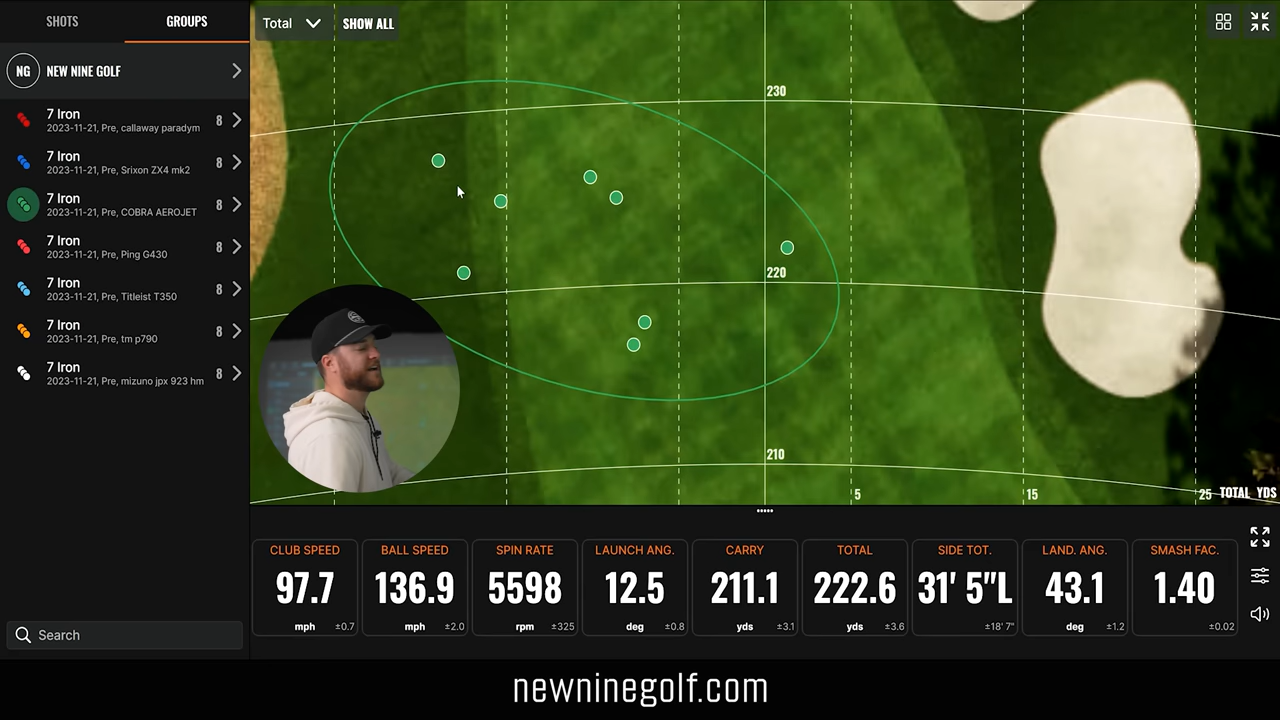 SHOTS
GROUPS
NG NEW NINE GOLF
7 Iron
2023-11-21, Pre, callaway paradym
8
7 Iron
2023-11-21, Pre, Srixon ZX4 mk2
8
7 Iron
2023-11-21, Pre, COBRA AEROJET
8
7 Iron
2023-11-21, Pre, Ping G430
8
7 Iron
2023-11-21, Pre, Titleist T350
8
7 Iron
2023-11-21, Pre, tm p790
8
7 Iron
2023-11-21, Pre, mizuno jpx 923 hm
8
Search
Total
SHOW ALL
230
220
210
5
15
25
TOTAL YDS
CLUB SPEED
97.7
mph ±0.7
BALL SPEED
136.9
mph ±2.0
SPIN RATE
5598
rpm ±325
LAUNCH ANG.
12.5
deg ±0.8
CARRY
211.1
yds ±3.1
TOTAL
222.6
yds ±3.6
SIDE TOT.
31' 5"L
±18' 7"
LAND. ANG.
43.1
deg ±1.2
SMASH FAC.
1.40
±0.02
newninegolf.com